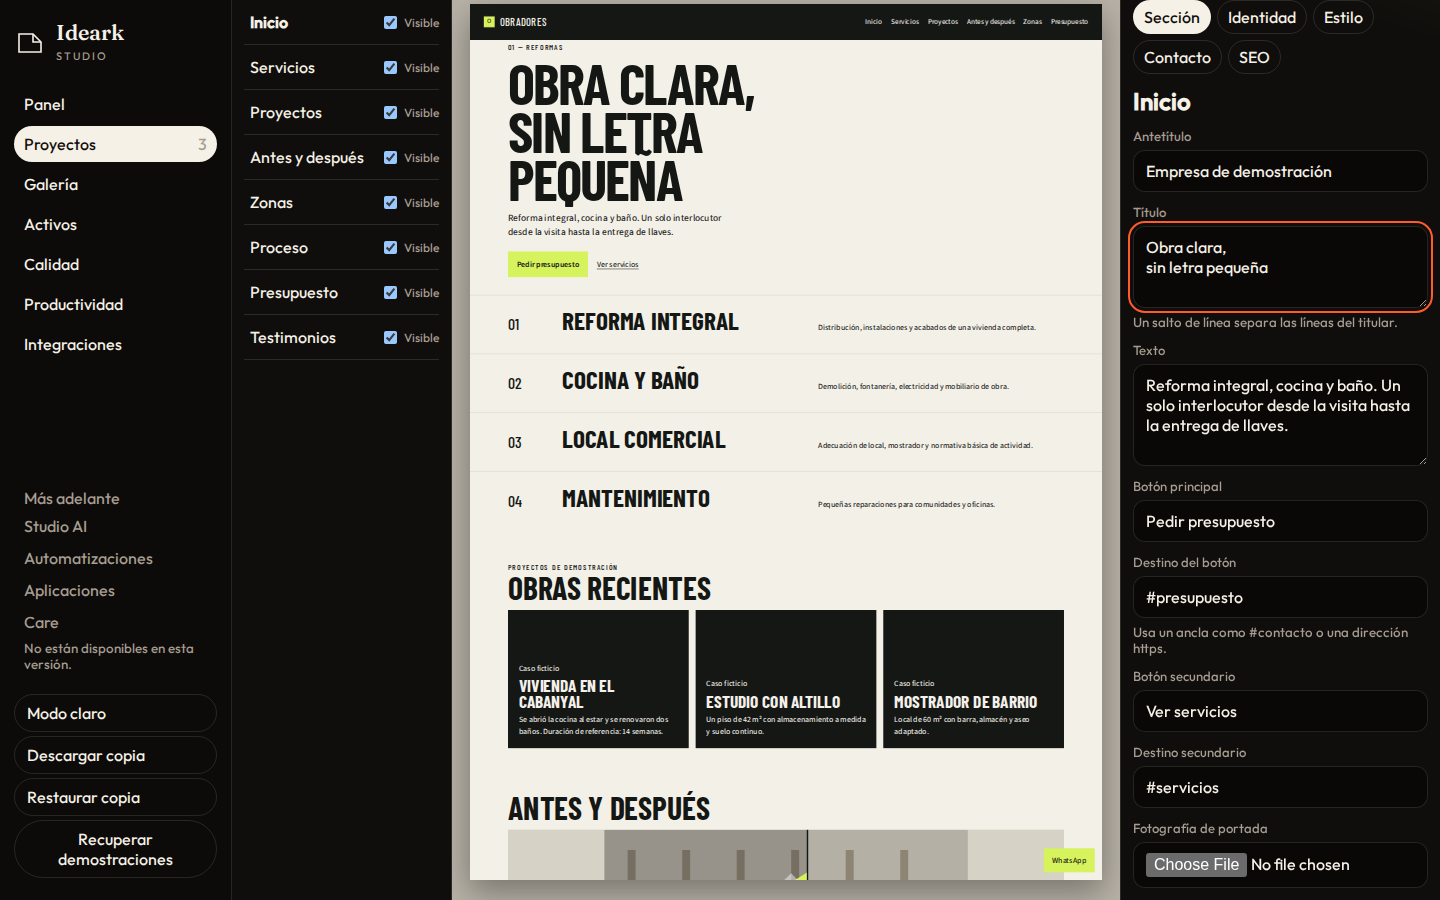 Ideark
STUDIO
Panel
Proyectos 3
Galería
Activos
Calidad
Productividad
Integraciones
Más adelante
Studio AI
Automatizaciones
Aplicaciones
Care
No están disponibles en esta
versión.
Modo claro
Descargar copia
Restaurar copia
Recuperar
demostraciones
Inicio Visible
Servicios Visible
Proyectos Visible
Antes y después Visible
Zonas Visible
Proceso Visible
Presupuesto Visible
Testimonios Visible
O OBRADORES Inicio Servicios Proyectos Antes y después Zonas Presupuesto
01 — REFORMAS
OBRA CLARA,
SIN LETRA
PEQUEÑA
Reforma integral, cocina y baño. Un solo interlocutor
desde la visita hasta la entrega de llaves.
Pedir presupuesto Ver servicios
01 REFORMA INTEGRAL Distribución, instalaciones y acabados de una vivienda completa.
02 COCINA Y BAÑO Demolición, fontanería, electricidad y mobiliario de obra.
03 LOCAL COMERCIAL Adecuación de local, mostrador y normativa básica de actividad.
04 MANTENIMIENTO Pequeñas reparaciones para comunidades y oficinas.
PROYECTOS DE DEMOSTRACIÓN
OBRAS RECIENTES
Caso ficticio
VIVIENDA EN EL
CABANYAL
Se abrió la cocina al estar y se renovaron dos
baños. Duración de referencia: 14 semanas.
Caso ficticio
ESTUDIO CON ALTILLO
Un piso de 42 m² con almacenamiento a medida
y suelo continuo.
Caso ficticio
MOSTRADOR DE BARRIO
Local de 60 m² con barra, almacén y aseo
adaptado.
ANTES Y DESPUÉS
WhatsApp
Sección Identidad Estilo
Contacto SEO
Inicio
Antetítulo
Empresa de demostración
Título
Obra clara,
sin letra pequeña
Un salto de línea separa las líneas del titular.
Texto
Reforma integral, cocina y baño. Un
solo interlocutor desde la visita hasta
la entrega de llaves.
Botón principal
Pedir presupuesto
Destino del botón
#presupuesto
Usa un ancla como #contacto o una dirección
https.
Botón secundario
Ver servicios
Destino secundario
#servicios
Fotografía de portada
Choose File No file chosen